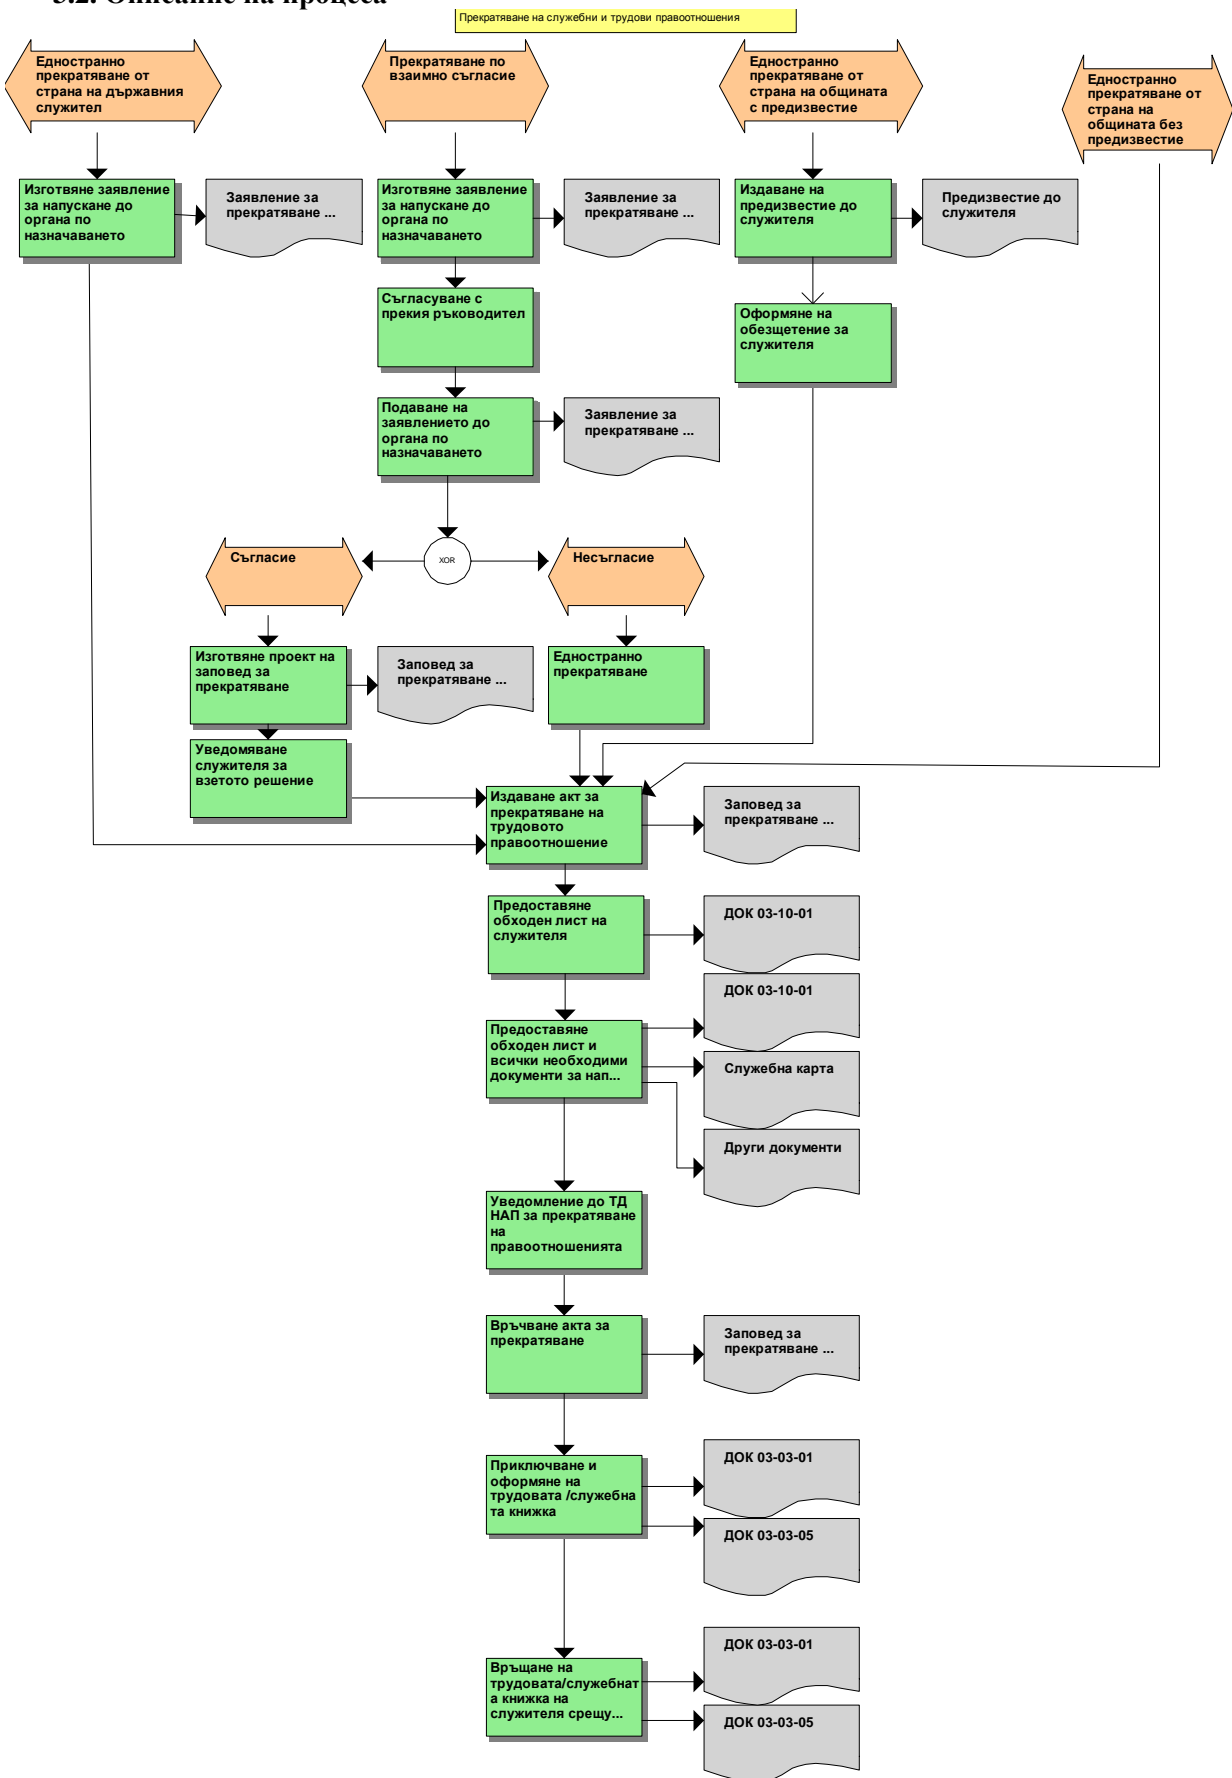 3.2. Описание на процеса
Прекратяване на служебни и трудови правоотношения
Едностранно
прекратяване от
страна на държавния
служител
Прекратяване по
взаимно съгласие
Едностранно
прекратяване от
страна на общината
с предизвестие
Едностранно
прекратяване от
страна на
общината без
предизвестие
Изготвяне заявление
за напускане до
органа по
назначаването
Заявление за
прекратяване ...
Изготвяне заявление
за напускане до
органа по
назначаването
Заявление за
прекратяване ...
Издаване на
предизвестие до
служителя
Предизвестие до
служителя
Съгласуване с
прекия ръководител
Оформяне на
обезщетение за
служителя
Подаване на
заявлението до
органа по
назначаването
Заявление за
прекратяване ...
Съгласие
XOR
Несъгласие
Изготвяне проект на
заповед за
прекратяване
Заповед за
прекратяване ...
Едностранно
прекратяване
Уведомяване
служителя за
взетото решение
Издаване акт за
прекратяване на
трудовото
правоотношение
Заповед за
прекратяване ...
Предоставяне
обходен лист на
служителя
ДОК 03-10-01
Предоставяне
обходен лист и
всички необходими
документи за нап...
ДОК 03-10-01
Служебна карта
Други документи
Уведомление до ТД
НАП за прекратяване
на
правоотношенията
Връчване акта за
прекратяване
Заповед за
прекратяване ...
Приключване и
оформяне на
трудовата /служебна
та книжка
ДОК 03-03-01
ДОК 03-03-05
Връщане на
трудовата/служебнат
а книжка на
служителя срещу...
ДОК 03-03-01
ДОК 03-03-05